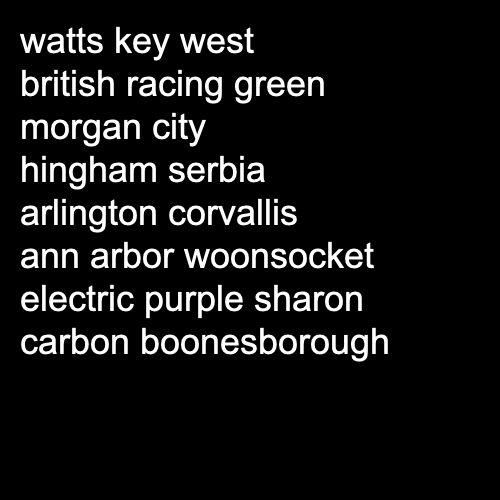 watts key west
british racing green
morgan city
hingham serbia
arlington corvallis
ann arbor woonsocket
electric purple sharon
carbon boonesborough